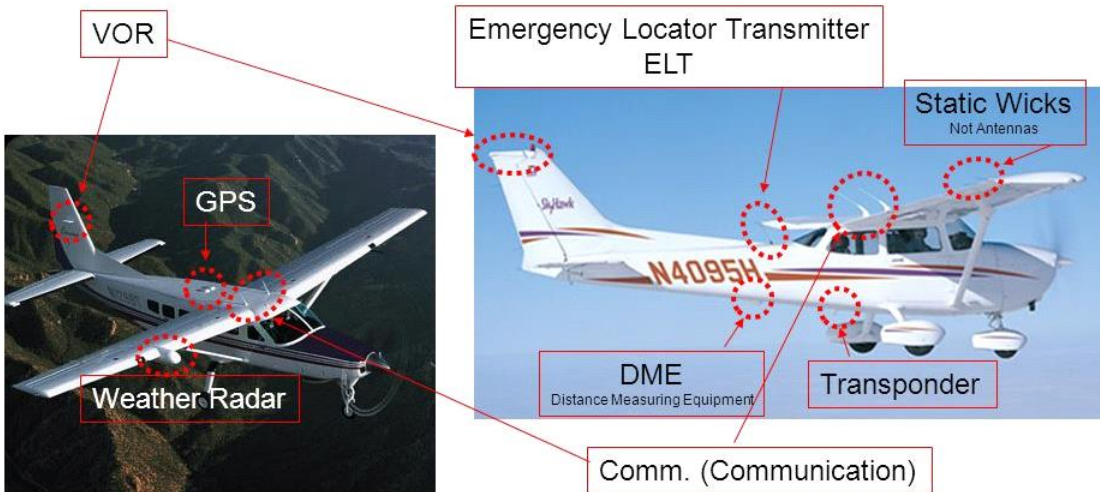 VOR
Emergency Locator Transmitter
ELT
Static Wicks
Not Antennas
GPS
SkyHawk
N4095H
Weather Radar
DME
Distance Measuring Equipment
Transponder
Comm. (Communication)